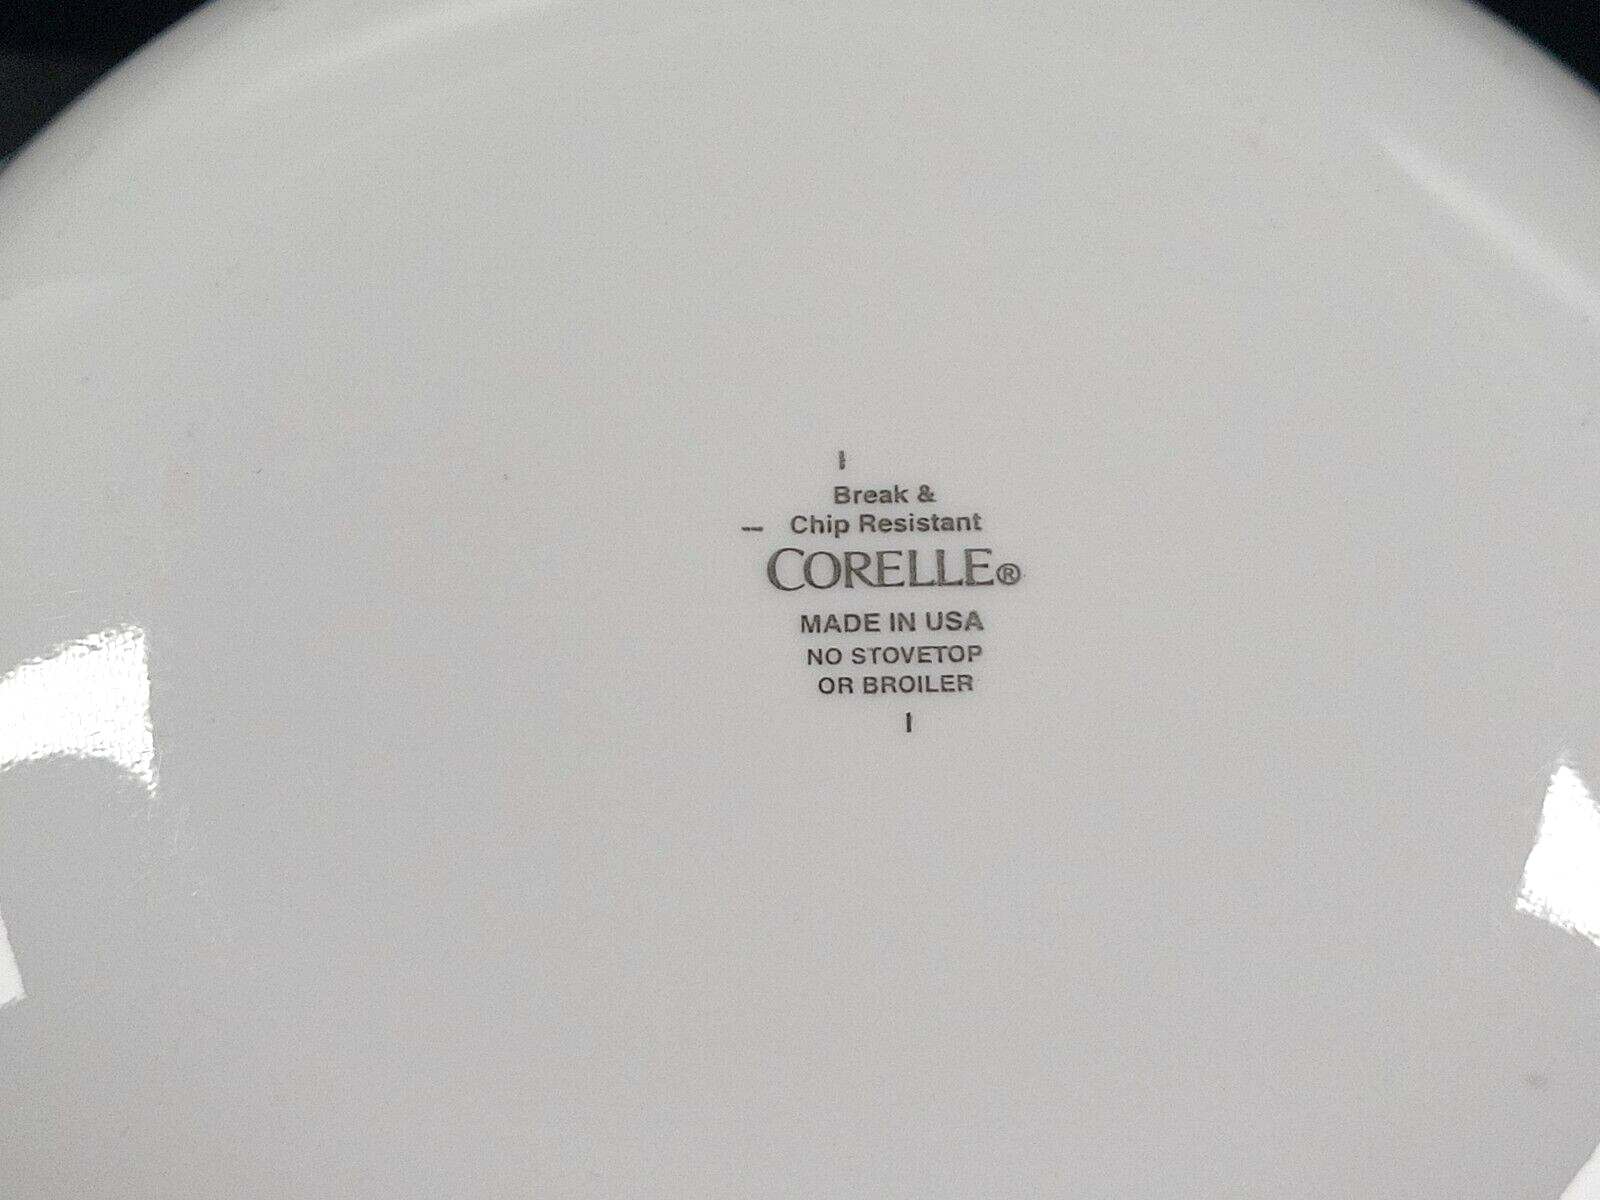 Break &
Chip Resistant
CORELLE®
MADE IN USA
NO STOVETOP
OR BROILER